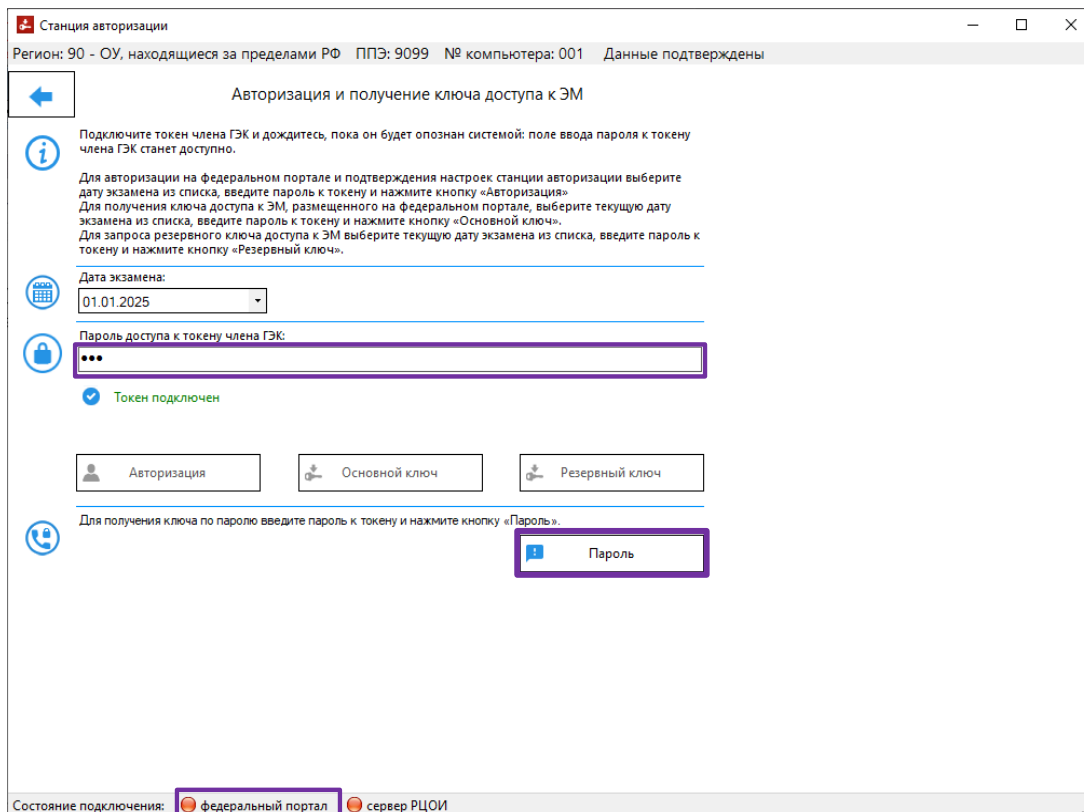 Станция авторизации
Регион: 90 - ОУ, находящиеся за пределами РФ ППЭ: 9099 № компьютера: 001 Данные подтверждены
Авторизация и получение ключа доступа к ЭМ
Подключите токен члена ГЭК и дождитесь, пока он будет опознан системой: поле ввода пароля к токену
члена ГЭК станет доступно.
Для авторизации на федеральном портале и подтверждения настроек станции авторизации выберите
дату экзамена из списка, введите пароль к токену и нажмите кнопку «Авторизация»
Для получения ключа доступа к ЭМ, размещенного на федеральном портале, выберите текущую дату
экзамена из списка, введите пароль к токену и нажмите кнопку «Основной ключ».
Для запроса резервного ключа доступа к ЭМ выберите текущую дату экзамена из списка, введите пароль к
токену и нажмите кнопку «Резервный ключ».
Дата экзамена:
01.01.2025
Пароль доступа к токену члена ГЭК:
•••
Токен подключен
Авторизация Основной ключ Резервный ключ
Для получения ключа по паролю введите пароль к токену и нажмите кнопку «Пароль».
Пароль
Состояние подключения: федеральный портал сервер РЦОИ